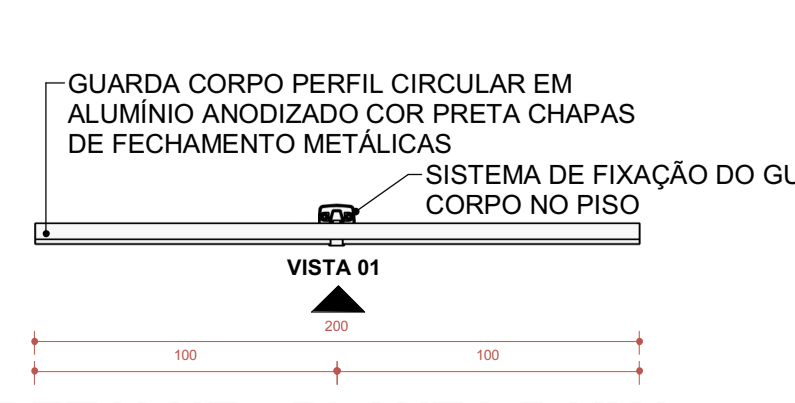 GUARDA CORPO PERFIL CIRCULAR EM
ALUMÍNIO ANODIZADO COR PRETA CHAPAS
DE FECHAMENTO METÁLICAS
SISTEMA DE FIXAÇÃO DO
CORPO NO PISO
VISTA 01
200
100 100